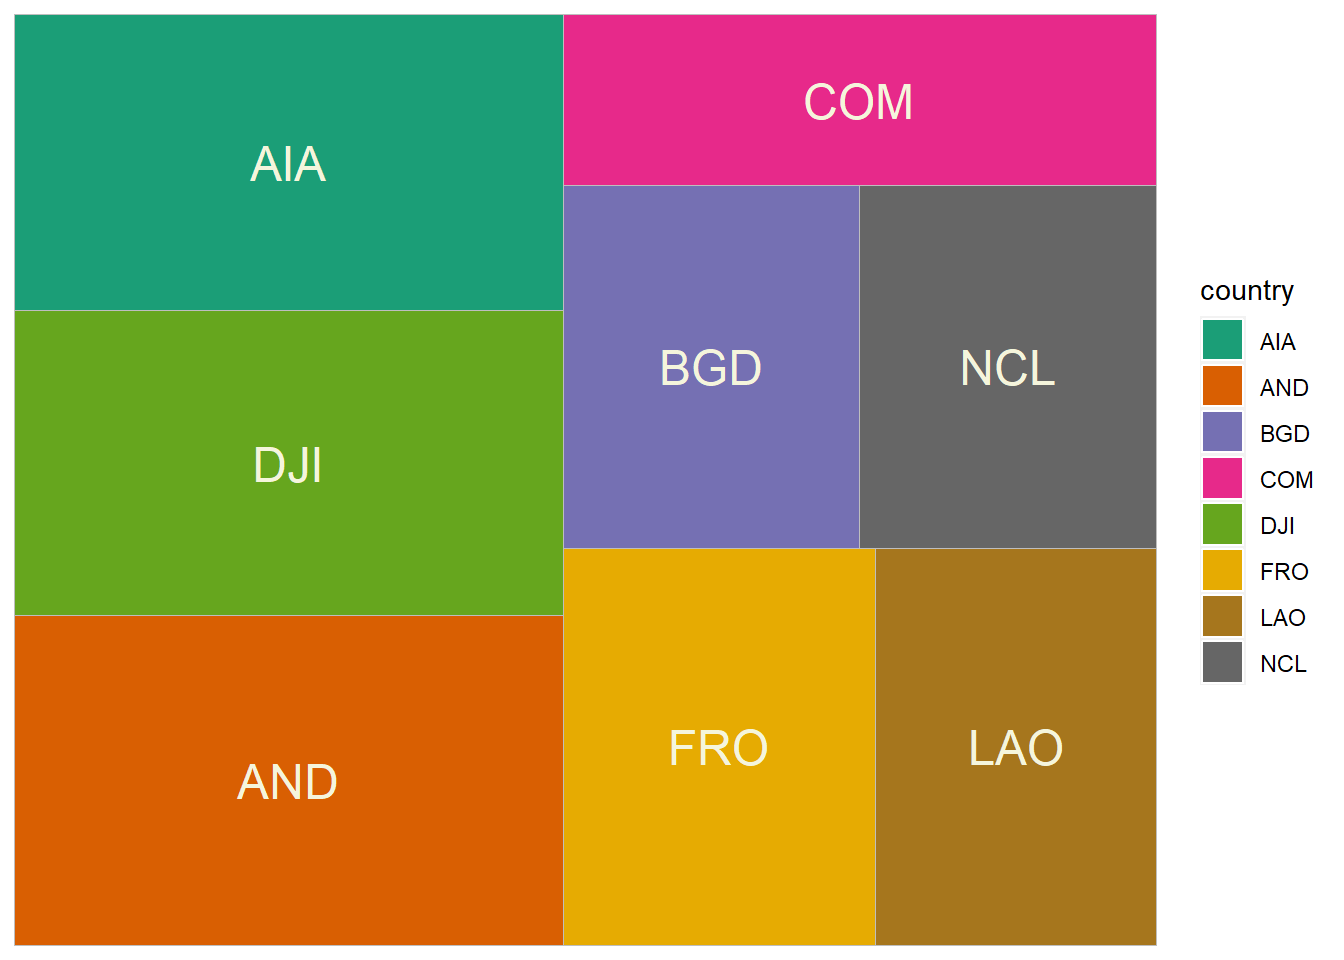 AIA
DJI
AND
COM
BGD
NCL
FRO
LAO
country
AIA
AND
BGD
COM
DJI
FRO
LAO
NCL